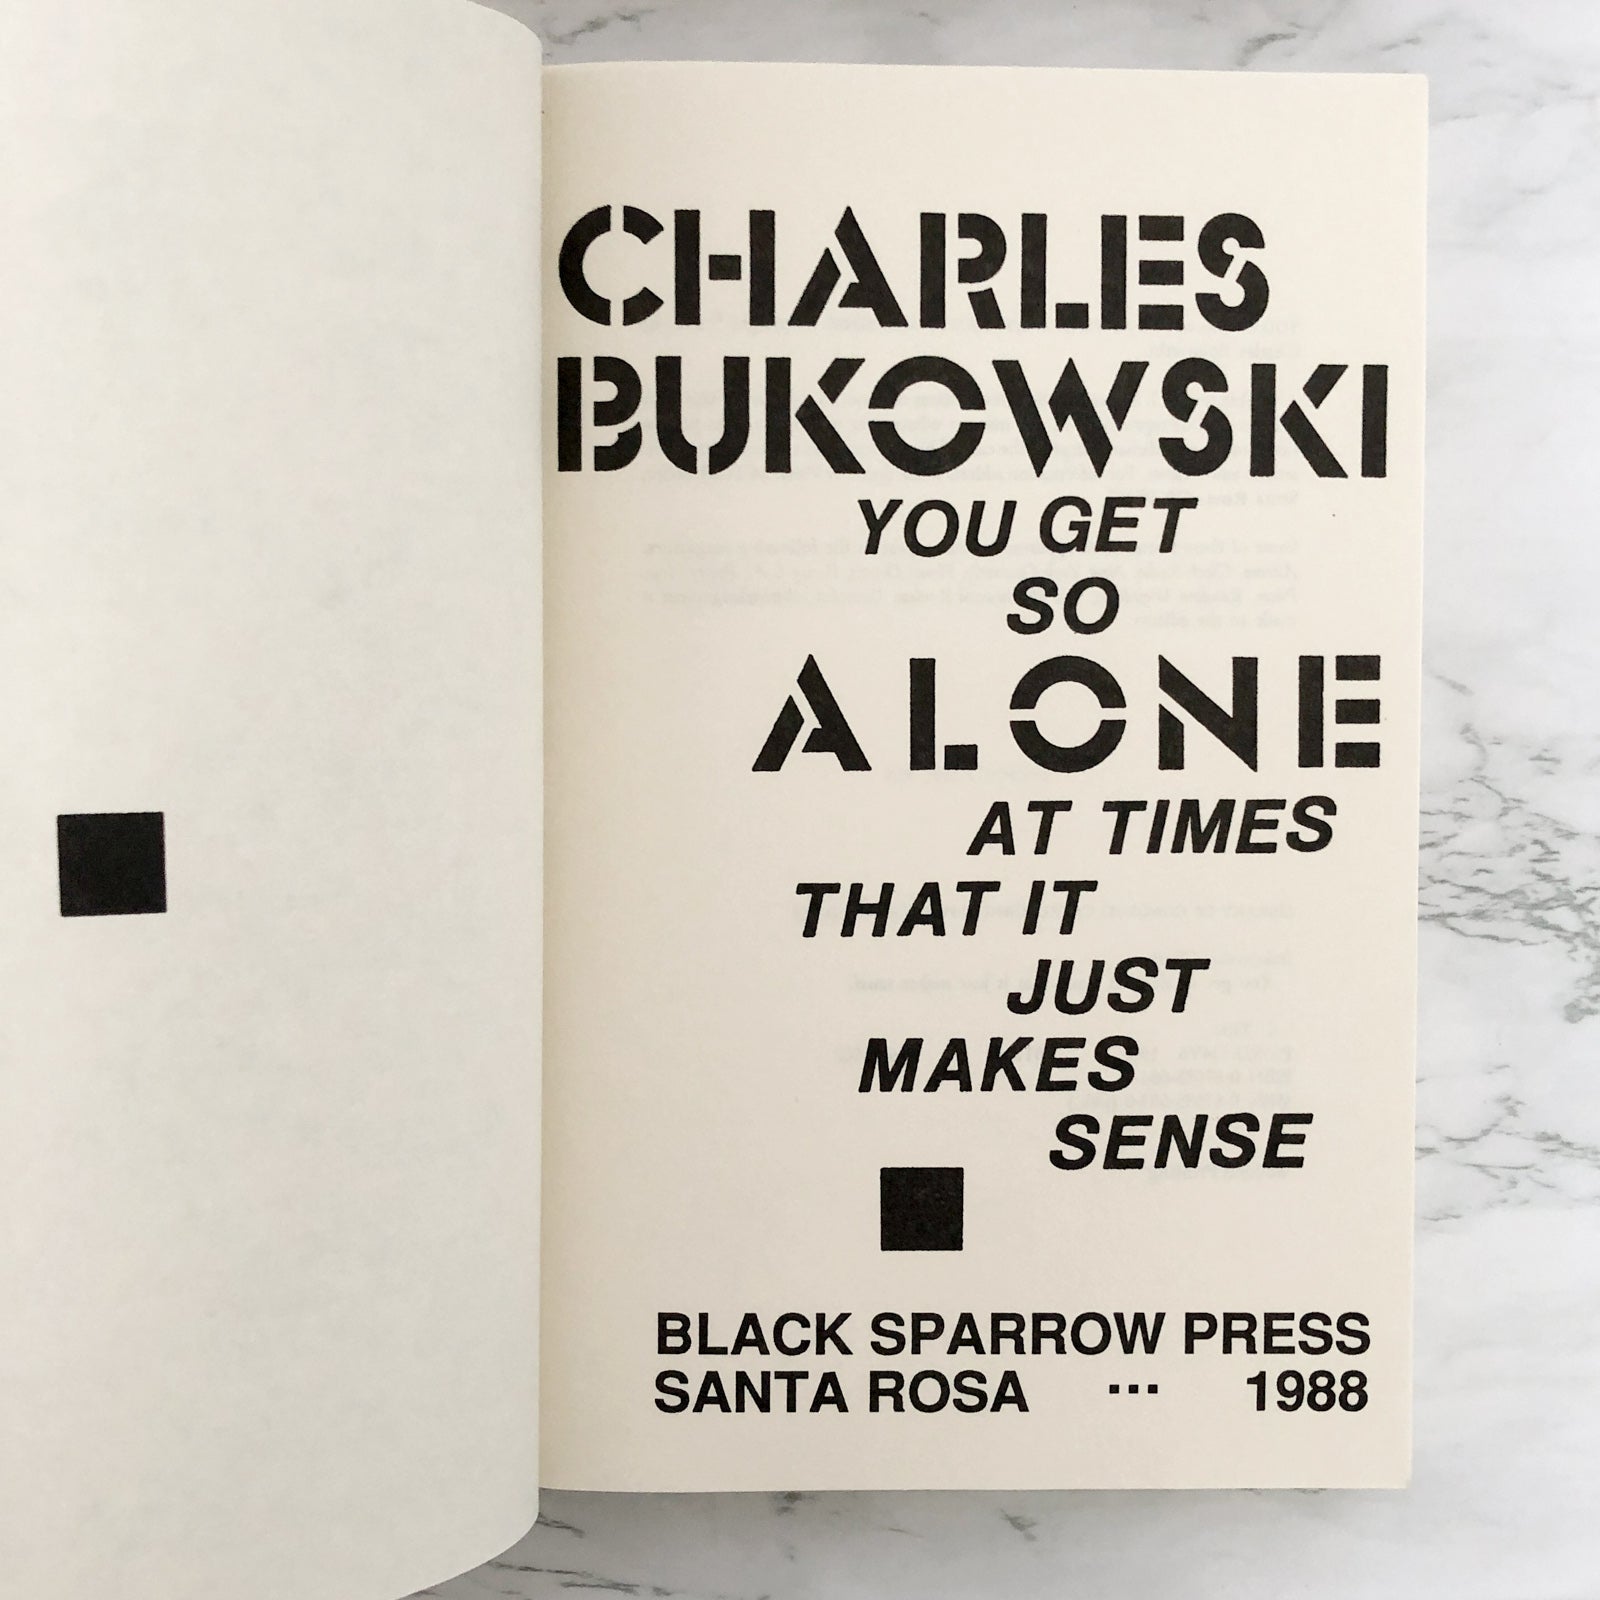 CHARLES
BUKOWSKI
YOU GET
SO
ALONE
AT TIMES
THAT IT
JUST
MAKES
SENSE
BLACK SPARROW PRESS
SANTA ROSA ... 1988